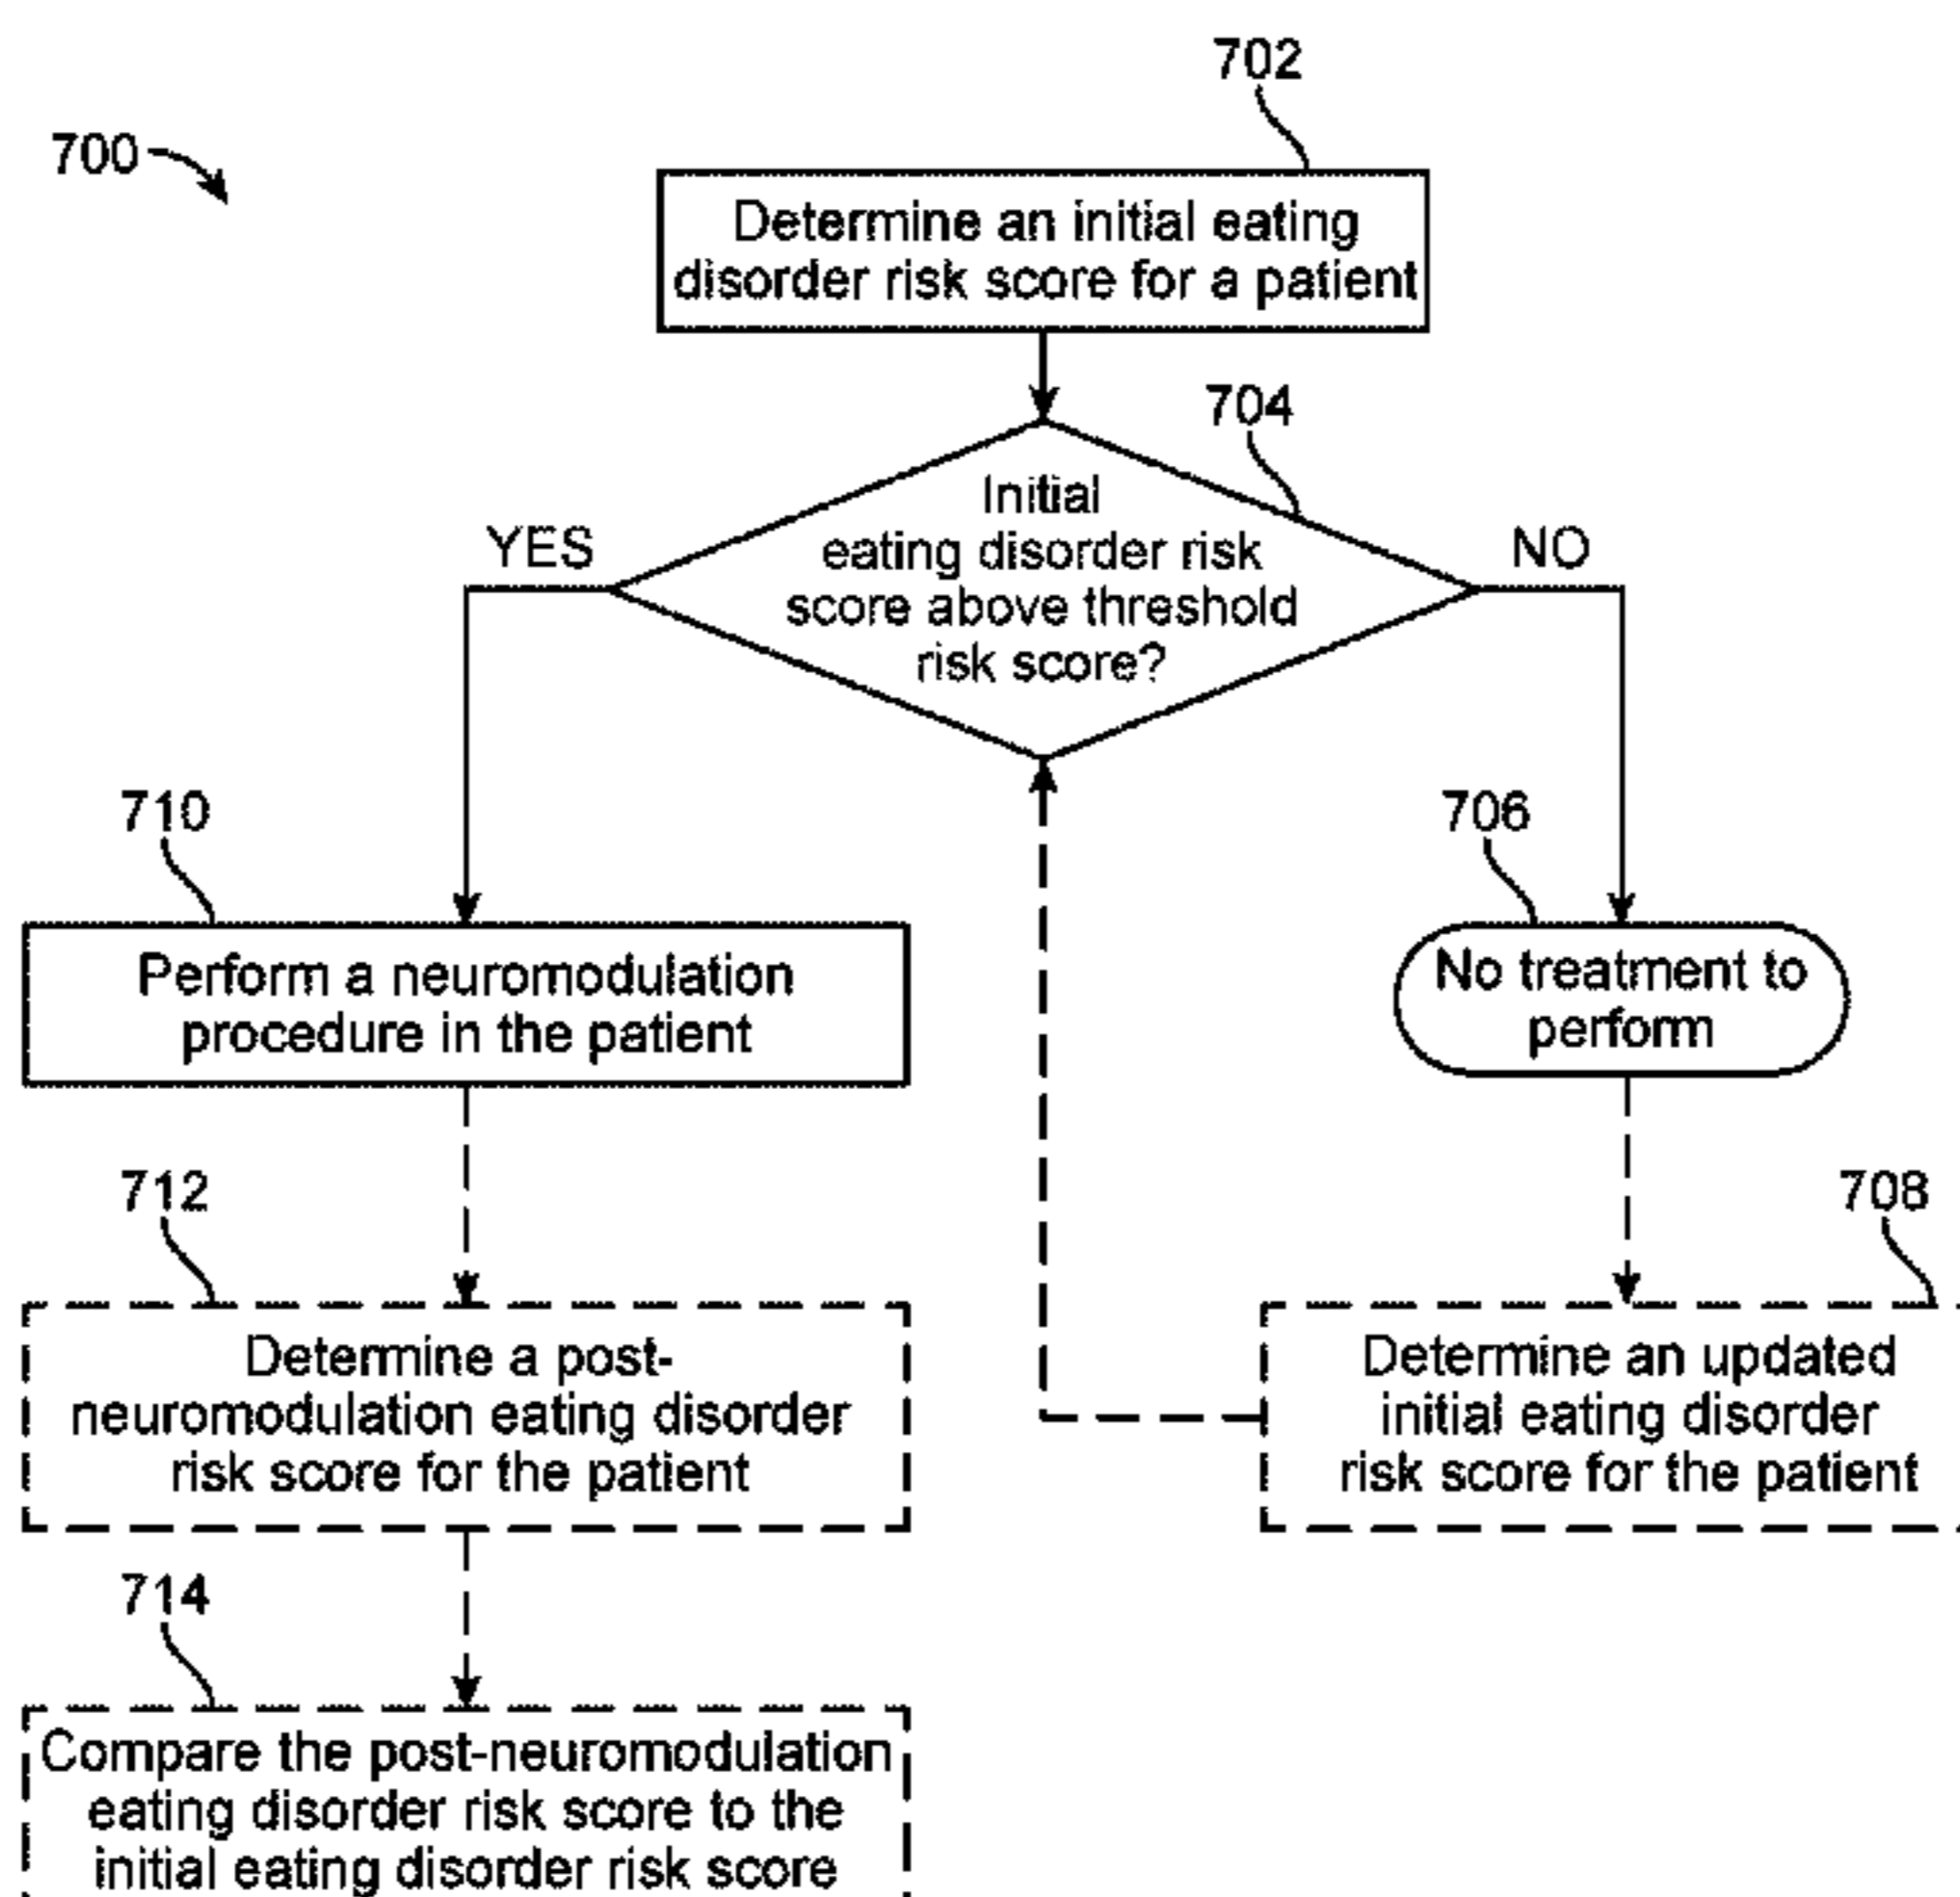 702
700
Determine an initial eating
disorder risk score for a patient
704
Initial
eating disorder risk
score above threshold
risk score?
YES
NO
710
706
Perform a neuromodulation
procedure in the patient
No treatment to
perform
712
708
Determine a post-
neuromodulation eating disorder
risk score for the patient
Determine an updated
initial eating disorder
risk score for the patient
714
Compare the post-neuromodulation
eating disorder risk score to the
initial eating disorder risk score